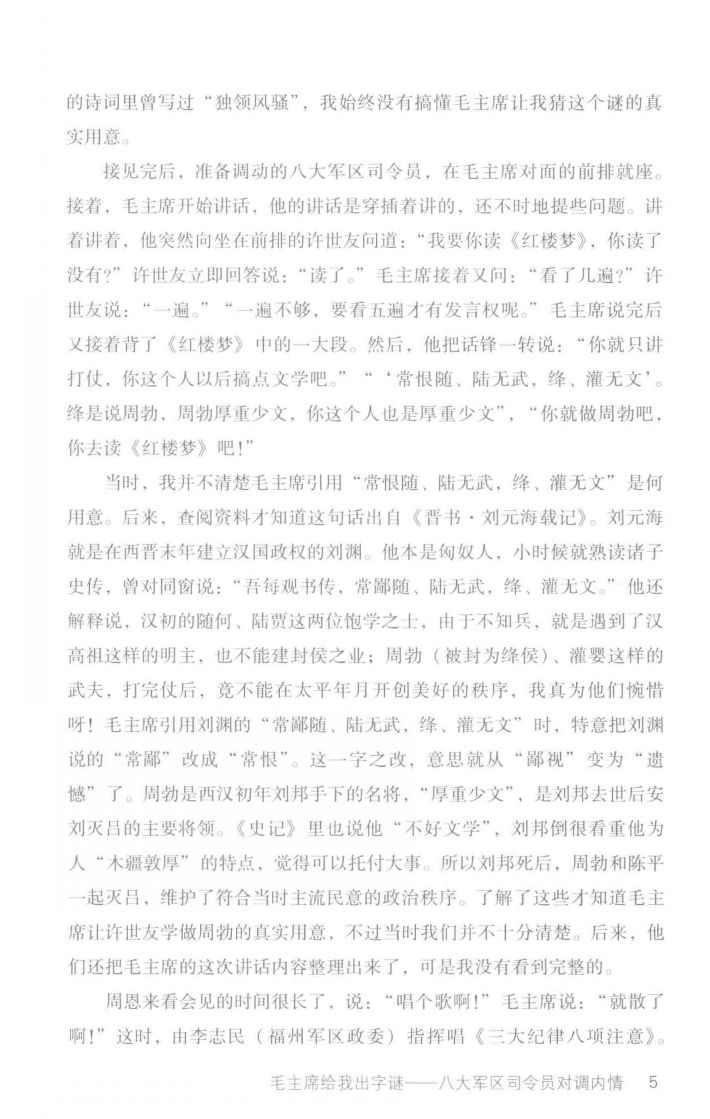 的诗词里曾写过“独领风骚”，我始终没有搞懂毛主席让我猜这个谜的真
实用意。
接见完后，准备调动的八大军区司令员，在毛主席对面的前排就座。
接着，毛主席开始讲话，他的讲话是穿插着讲的，还不时地提些问题。讲
着讲着，他突然向坐在前排的许世友问道：“我要你读《红楼梦》，你读了
没有?”许世友立即回答说：“读了。”毛主席接着又问：“看了几遍?”许
世友说：“一遍。”“一遍不够，要看五遍才有发言权呢。”毛主席说完后
又接着背了《红楼梦》中的一大段。然后，他把话锋一转说：“你就只讲
打仗，你这个人以后搞点文学吧。”“‘常恨随、陆无武，绛、灌无文’。
绛是说周勃，周勃厚重少文，你这个人也是厚重少文”，“你就做周勃吧，
你去读《红楼梦》吧!”
当时，我并不清楚毛主席引用“常恨随、陆无武，绛、灌无文”是何
用意。后来，查阅资料才知道这句话出自《晋书·刘元海载记》。刘元海
就是在西晋末年建立汉国政权的刘渊。他本是匈奴人，小时候就熟读诸子
史传，曾对同窗说：“吾每观书传，常鄙随、陆无武，绛、灌无文。”他还
解释说，汉初的随何、陆贾这两位饱学之士，由于不知兵，就是遇到了汉
高祖这样的明主，也不能建封侯之业；周勃（被封为绛侯）、灌婴这样的
武夫，打完仗后，竟不能在太平年月开创美好的秩序，我真为他们惋惜
呀！毛主席引用刘渊的“常鄙随、陆无武，绛、灌无文”时，特意把刘渊
说的“常鄙”改成“常恨”。这一字之改，意思就从“鄙视”变为“遗
憾”了。周勃是西汉初年刘邦手下的名将，“厚重少文”，是刘邦去世后安
刘灭吕的主要将领。《史记》里也说他“不好文学”，刘邦倒很看重他为
人“木疆敦厚”的特点，觉得可以托付大事。所以刘邦死后，周勃和陈平
一起灭吕，维护了符合当时主流民意的政治秩序。了解了这些才知道毛主
席让许世友学做周勃的真实用意，不过当时我们并不十分清楚。后来，他
们还把毛主席的这次讲话内容整理出来了，可是我没有看到完整的。
周恩来看会见的时间很长了，说：“唱个歌啊!”毛主席说：“就散了
啊!”这时，由李志民（福州军区政委）指挥唱《三大纪律八项注意》。
毛主席给我出字谜——八大军区司令员对调内情 5